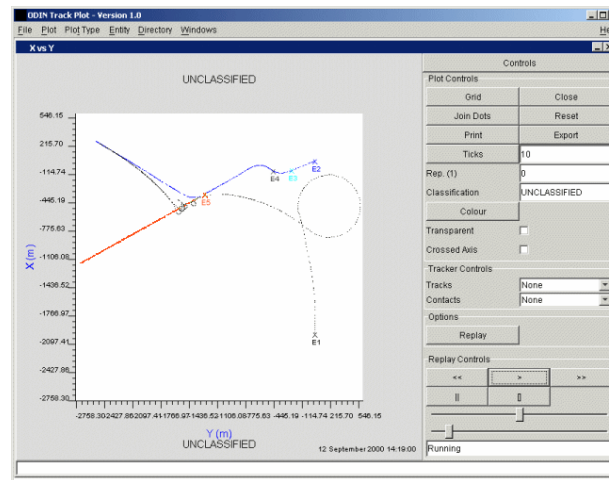 ODIN Track Plot - Version 1.0
File Plot Plot Type Entity Directory Windows He
X vs Y
UNCLASSIFIED
546.15
215.70
-114.74
-445.19
-775.63
-1106.08
-1436.52
-1766.97
-2097.41
-2427.86
-2758.30
X (m)
E2
E3
E4
E5
E1
-2758.30 -2427.86 -2097.41 -1766.97 -1436.52 -1106.08 -775.63 -445.19 -114.74 215.70 546.15
Y (m)
UNCLASSIFIED
12 September 2000 14:19:00
Controls
Plot Controls
Grid Close
Join Dots Reset
Print Export
Ticks 10
Rep. (1) 0
Classification UNCLASSIFIED
Colour
Transparent
Crossed Axis
Tracker Controls
Tracks None
Contacts None
Options
Replay
Replay Controls
<< > >>
|| []
Running